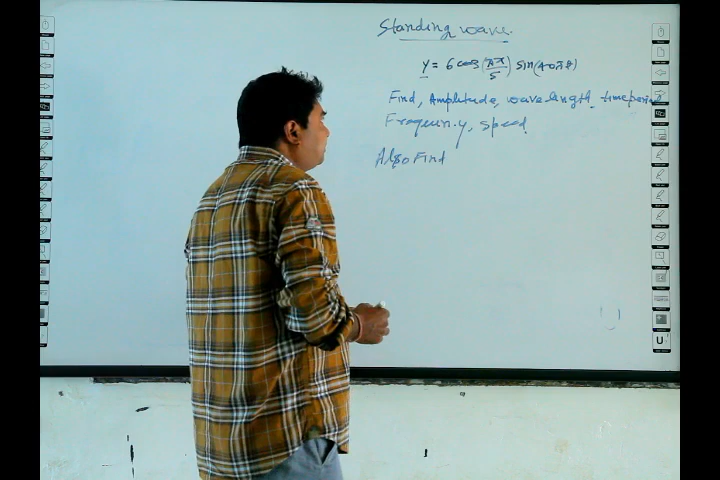 Standing wave.
y = 6 cos(πx/5) sin(40πt)
Find, Amplitude, wavelength, timeperiod
Frequency, speed
Also Find
U